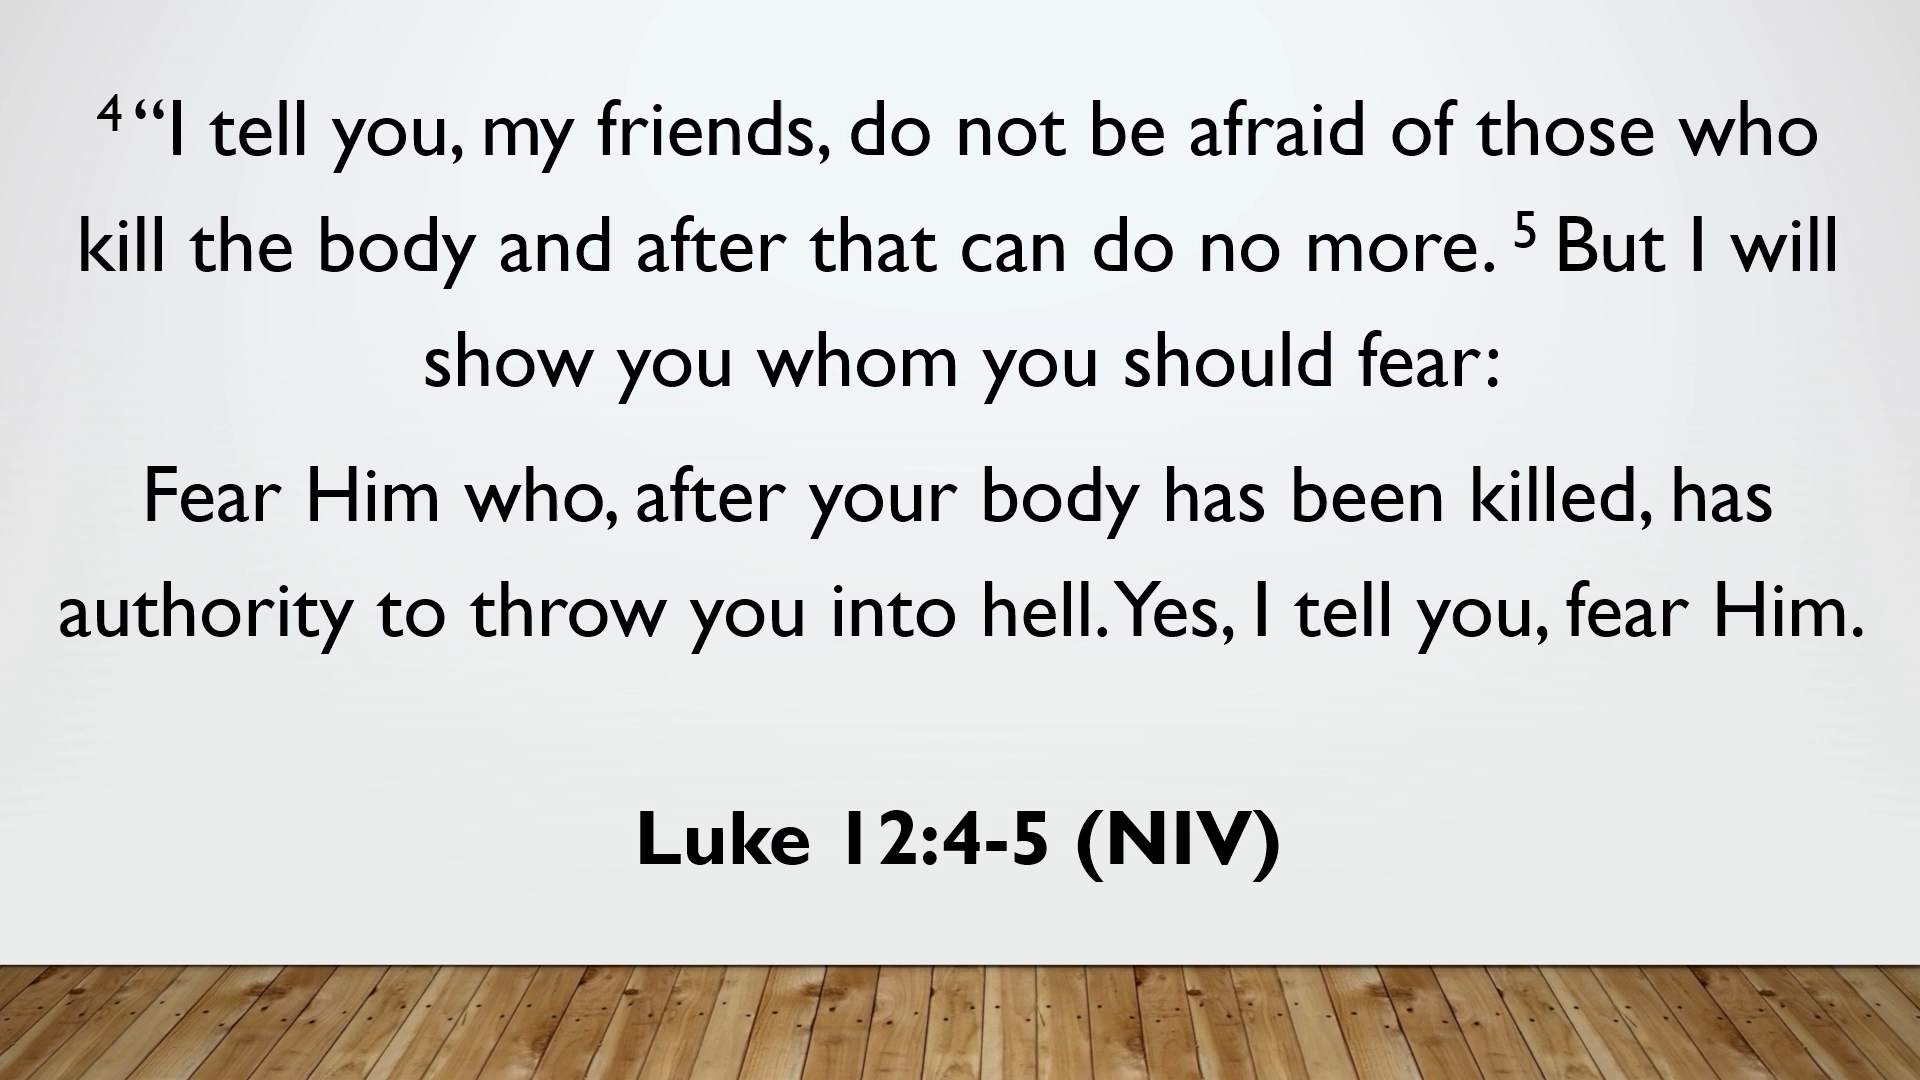 4 “I tell you, my friends, do not be afraid of those who
kill the body and after that can do no more. 5 But I will
show you whom you should fear:
Fear Him who, after your body has been killed, has
authority to throw you into hell. Yes, I tell you, fear Him.
Luke 12:4-5 (NIV)